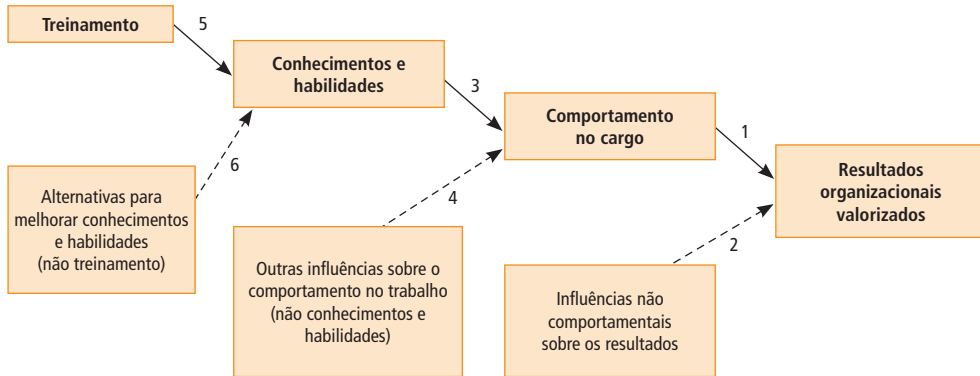 Treinamento
5
Conhecimentos e
habilidades
3
Comportamento
no cargo
1
Resultados
organizacionais
valorizados
6
Alternativas para
melhorar conhecimentos
e habilidades
(não treinamento)
4
Outras influências sobre o
comportamento no trabalho
(não conhecimentos e
habilidades)
2
Influências não
comportamentais
sobre os resultados